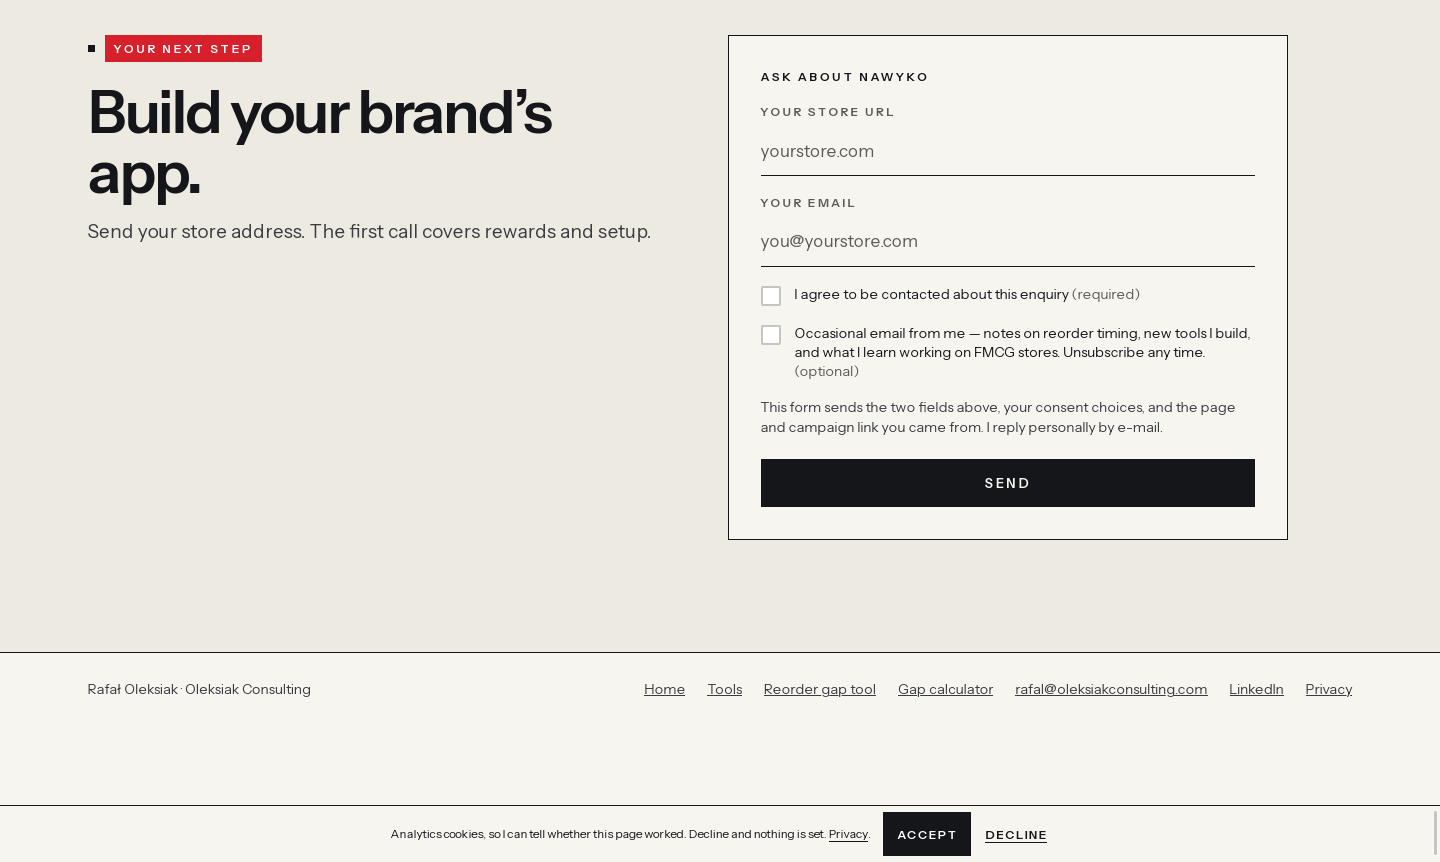 YOUR NEXT STEP
Build your brand’s
app.
Send your store address. The first call covers rewards and setup.
ASK ABOUT NAWYKO
YOUR STORE URL
yourstore.com
YOUR EMAIL
you@yourstore.com
I agree to be contacted about this enquiry (required)
Occasional email from me — notes on reorder timing, new tools I build,
and what I learn working on FMCG stores. Unsubscribe any time.
(optional)
This form sends the two fields above, your consent choices, and the page
and campaign link you came from. I reply personally by e-mail.
SEND
Rafał Oleksiak · Oleksiak Consulting
Home Tools Reorder gap tool Gap calculator rafal@oleksiakconsulting.com LinkedIn Privacy
Analytics cookies, so I can tell whether this page worked. Decline and nothing is set. Privacy. ACCEPT DECLINE